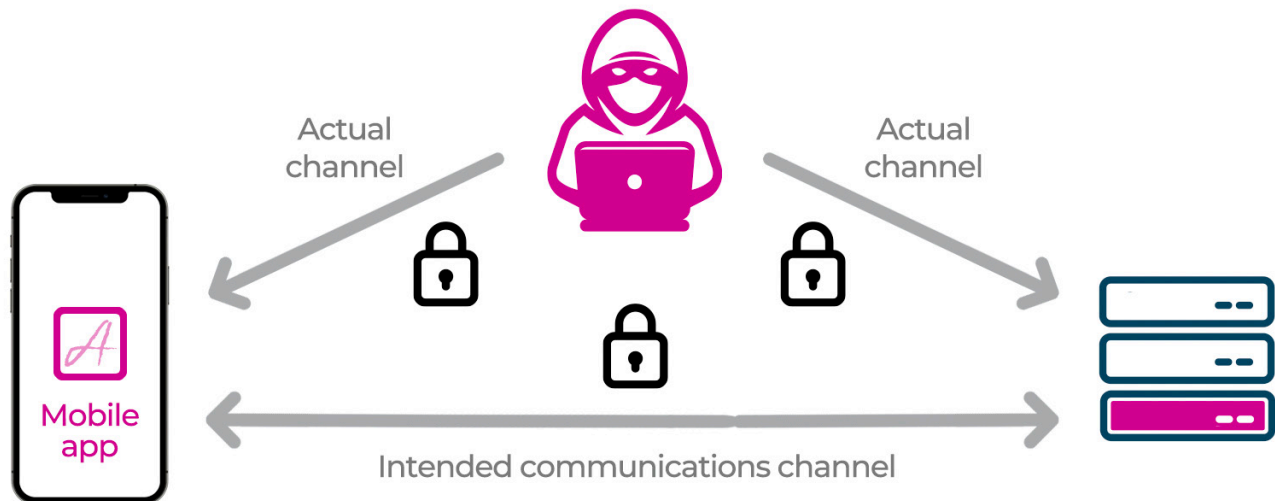 Actual
channel
Actual
channel
A
Mobile
app
Intended communications channel